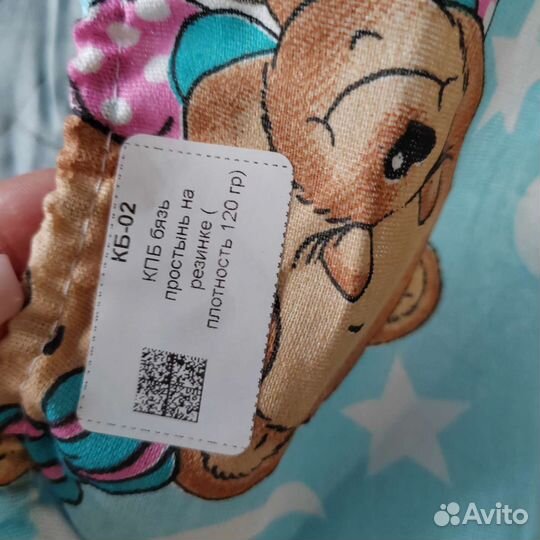 КБ-02
КПБ бязь
простынь на
резинке (
плотность 120 гр)
Avito